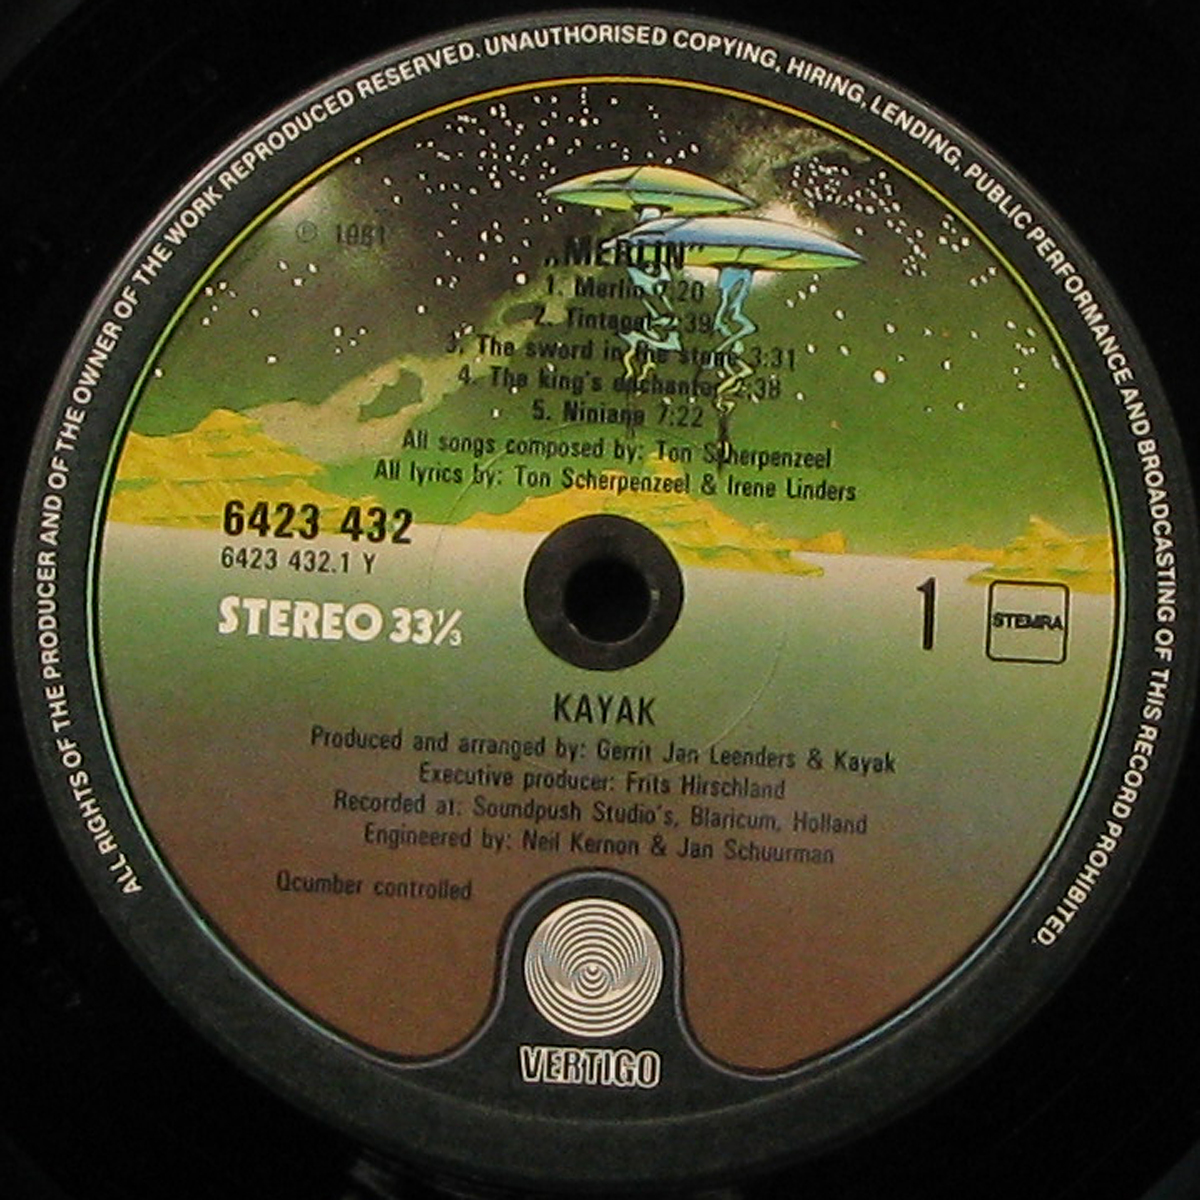 ALL RIGHTS OF THE PRODUCER AND OF THE OWNER OF THE WORK REPRODUCED RESERVED. UNAUTHORISED COPYING, HIRING, LENDING, PUBLIC PERFORMANCE AND BROADCASTING OF THIS RECORD PROHIBITED.
℗ 1981
„MERLIN”
1. Merlin 7:20
2. Tintagel 2:39
3. The sword in the stone 3:31
4. The king's enchanter 2:38
5. Niniane 7:22
All songs composed by: Ton Scherpenzeel
All lyrics by: Ton Scherpenzeel & Irene Linders
6423 432
6423 432.1 Y
STEREO 33⅓
1
STEMRA
KAYAK
Produced and arranged by: Gerrit Jan Leenders & Kayak
Executive producer: Frits Hirschland
Recorded at: Soundpush Studio's, Blaricum, Holland
Engineered by: Neil Kernon & Jan Schuurman
Qcumber controlled
VERTIGO